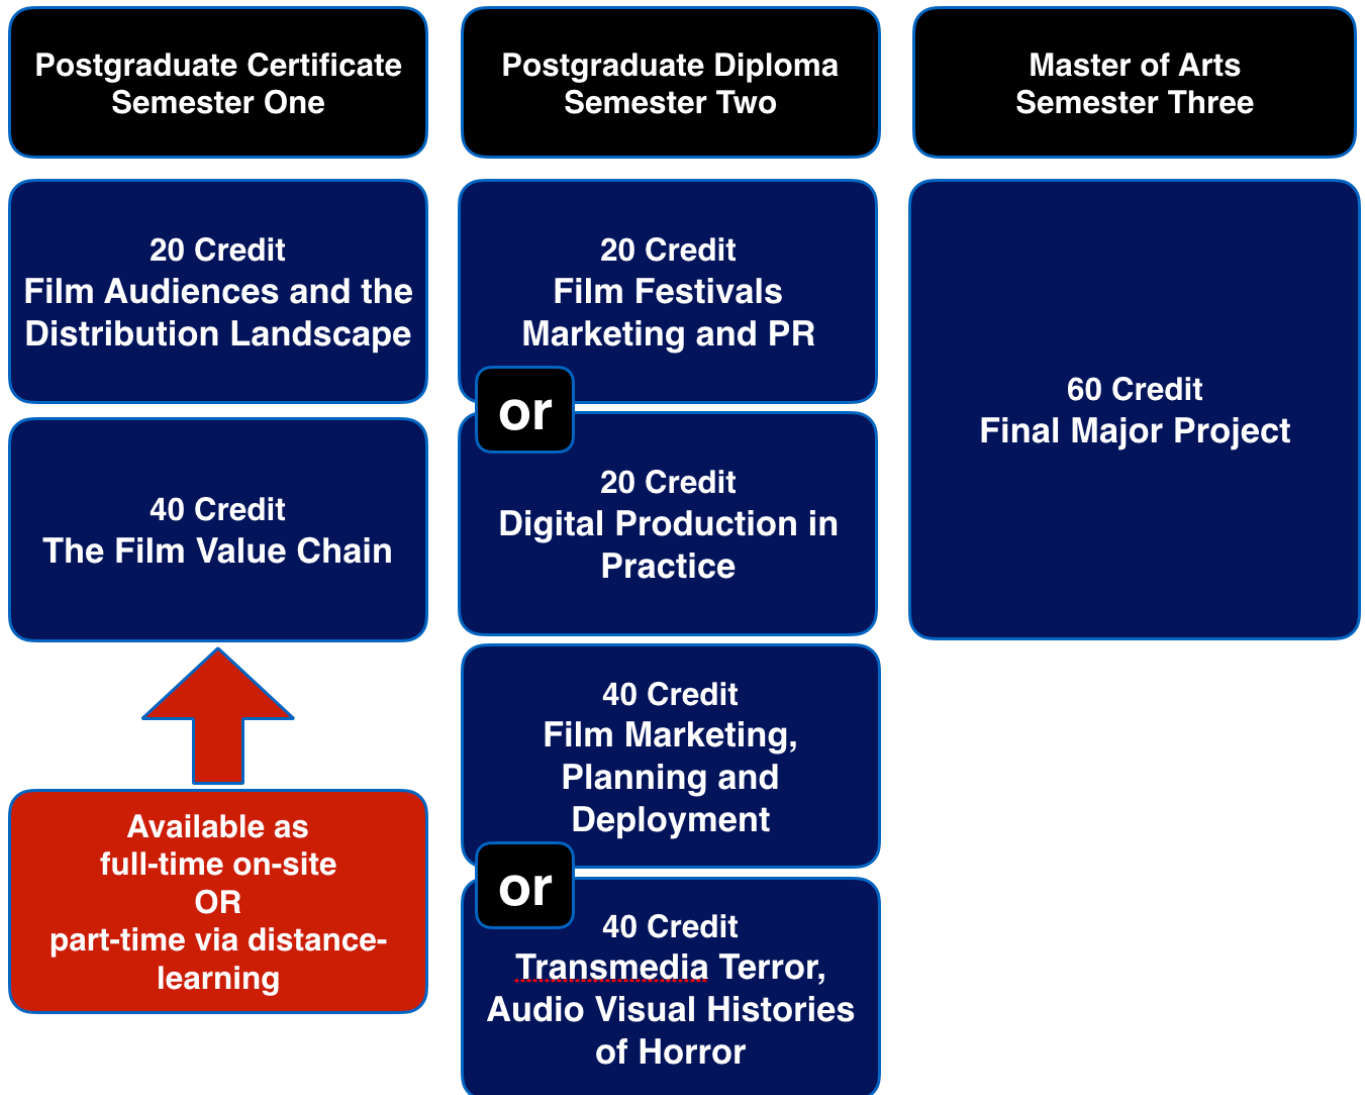 Postgraduate Certificate
Semester One
20 Credit
Film Audiences and the
Distribution Landscape
40 Credit
The Film Value Chain
Available as
full-time on-site
OR
part-time via distance-
learning
Postgraduate Diploma
Semester Two
20 Credit
Film Festivals
Marketing and PR
or
20 Credit
Digital Production in
Practice
40 Credit
Film Marketing,
Planning and
Deployment
or
40 Credit
Transmedia Terror,
Audio Visual Histories
of Horror
Master of Arts
Semester Three
60 Credit
Final Major Project